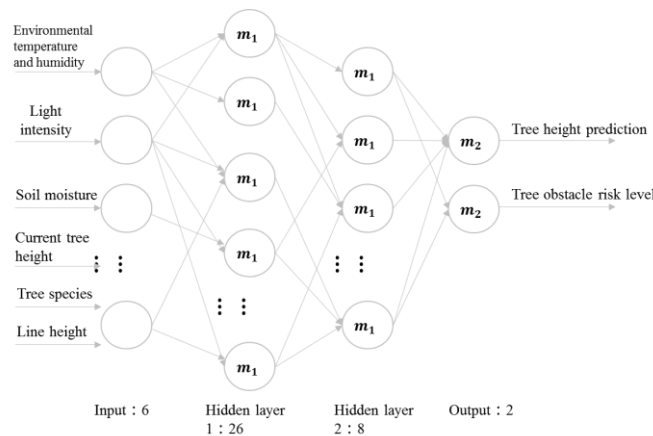 Environmental
temperature
and humidity
Light
intensity
Soil moisture
Current tree
height
Tree species
Line height
m₁
m₁
m₁
m₁
m₁
m₁
m₁
m₁
m₁
m₂
m₂
Tree height prediction
Tree obstacle risk level
Input：6
Hidden layer
1：26
Hidden layer
2：8
Output：2